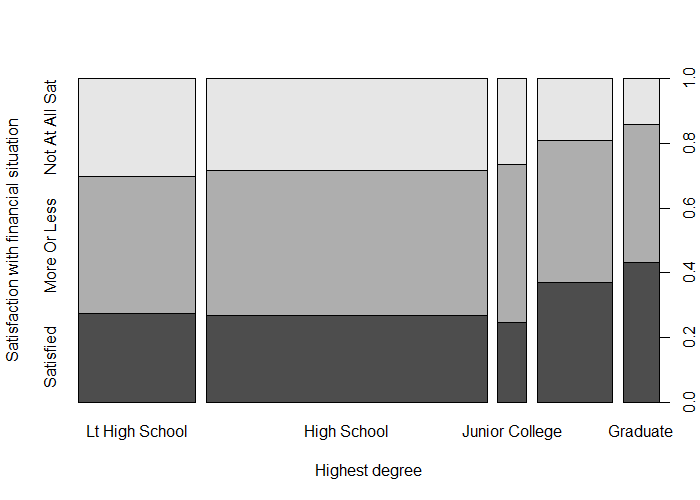 Satisfaction with financial situation
Not At All Sat
More Or Less
Satisfied
1.0
0.8
0.6
0.4
0.2
0.0
Lt High School
High School
Junior College
Graduate
Highest degree